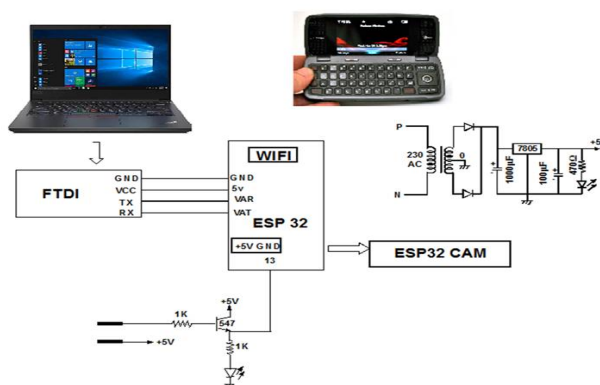 P
230
AC
N
0
1000µF
7805
100µF
470Ω
+5
WIFI
FTDI
GND
VCC
TX
RX
GND
5v
VAR
VAT
ESP 32
+5V GND
13
ESP32 CAM
+5V
1K
547
+5V
1K